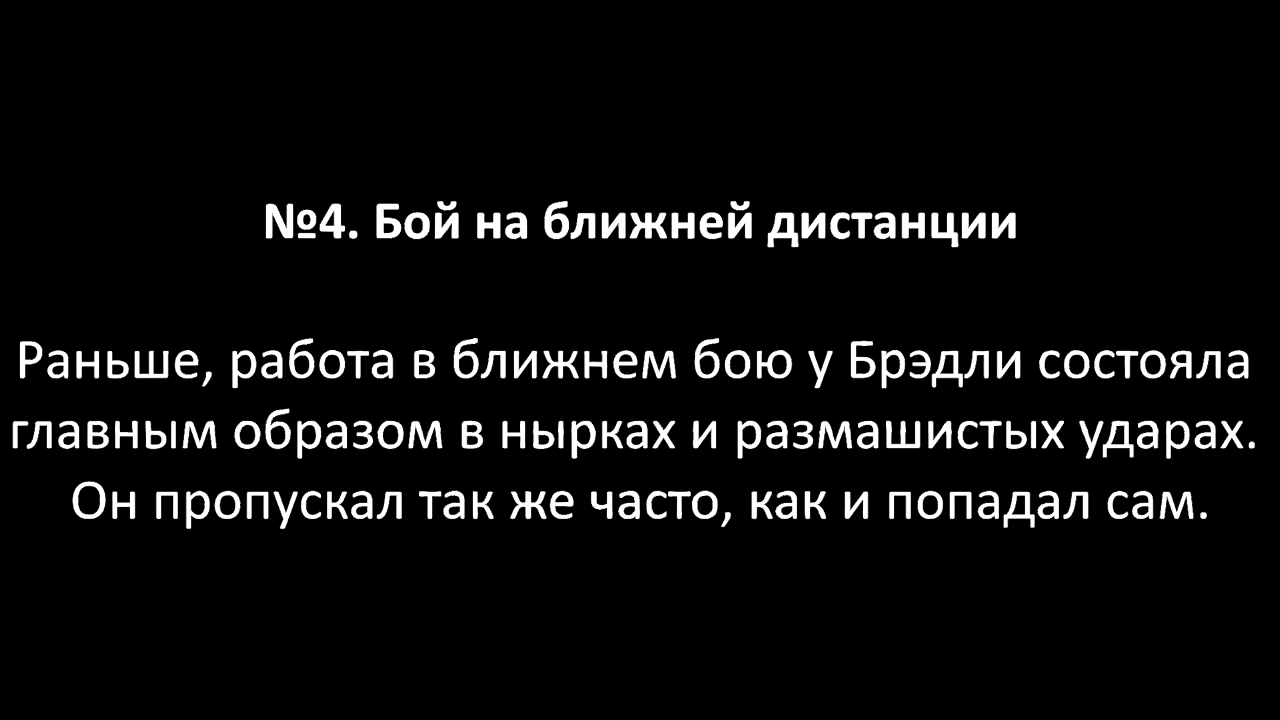 №4. Бой на ближней дистанции
Раньше, работа в ближнем бою у Брэдли состояла
главным образом в нырках и размашистых ударах.
Он пропускал так же часто, как и попадал сам.